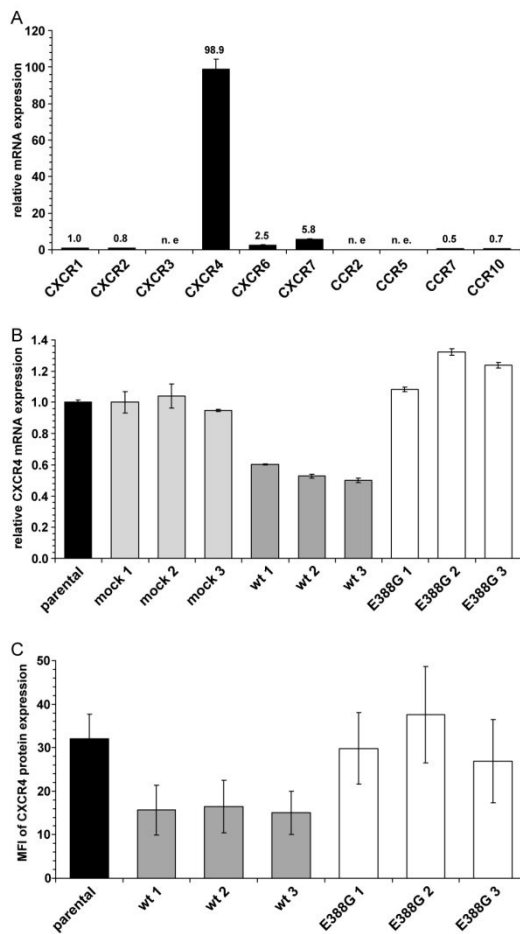 A
relative mRNA expression
120
100
80
60
40
20
0
1.0
0.8
n. e
98.9
2.5
5.8
n. e
n. e.
0.5
0.7
CXCR1
CXCR2
CXCR3
CXCR4
CXCR6
CXCR7
CCR2
CCR5
CCR7
CCR10
B
relative CXCR4 mRNA expression
1.4
1.2
1.0
0.8
0.6
0.4
0.2
0.0
parental
mock 1
mock 2
mock 3
wt 1
wt 2
wt 3
E388G 1
E388G 2
E388G 3
C
MFI of CXCR4 protein expression
50
40
30
20
10
0
parental
wt 1
wt 2
wt 3
E388G 1
E388G 2
E388G 3